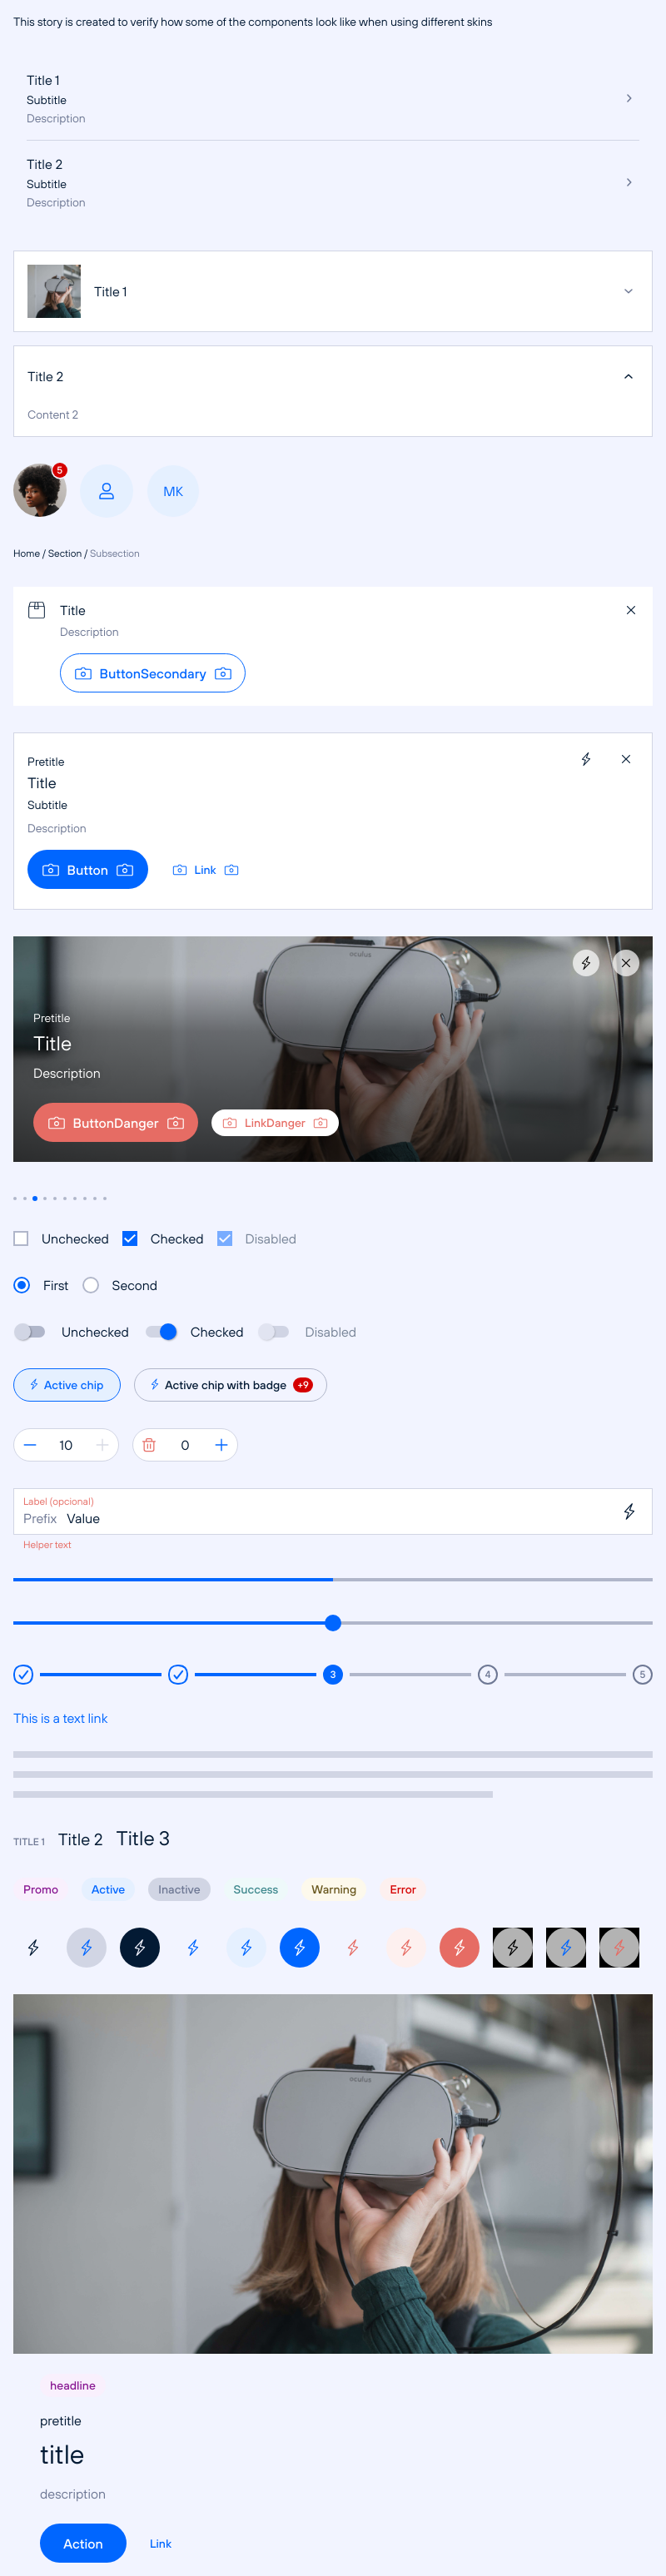 This story is created to verify how some of the components look like when using different skins
Title 1
Subtitle
Description
Title 2
Subtitle
Description
Title 1
Title 2
Content 2
5
MK
Home / Section / Subsection
Title
Description
ButtonSecondary
Pretitle
Title
Subtitle
Description
Button Link
oculus
Pretitle
Title
Description
ButtonDanger LinkDanger
Unchecked Checked Disabled
First Second
Unchecked Checked Disabled
Active chip Active chip with badge +9
10 0
Label (opcional)
Prefix Value
Helper text
3 4 5
This is a text link
TITLE 1 Title 2 Title 3
Promo Active Inactive Success Warning Error
oculus
headline
pretitle
title
description
Action Link